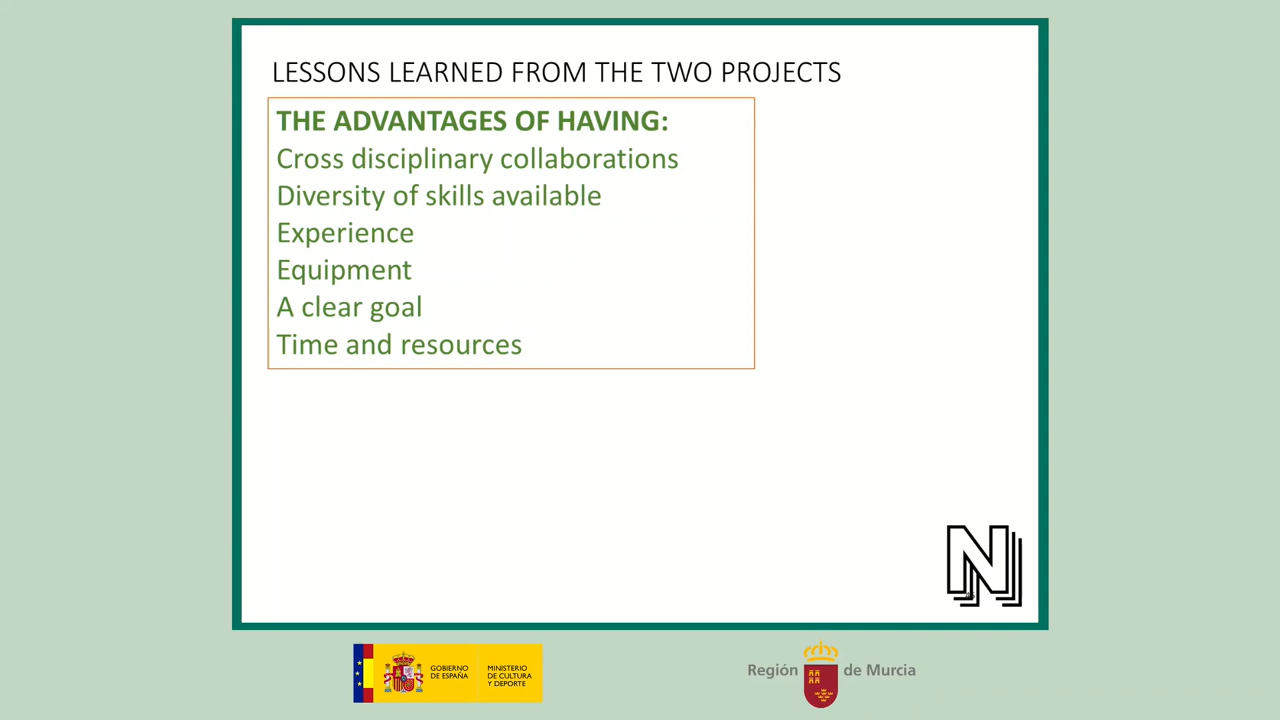 LESSONS LEARNED FROM THE TWO PROJECTS
THE ADVANTAGES OF HAVING:
Cross disciplinary collaborations
Diversity of skills available
Experience
Equipment
A clear goal
Time and resources
N
GOBIERNO
DE ESPAÑA
MINISTERIO
DE CULTURA
Y DEPORTE
Región de Murcia